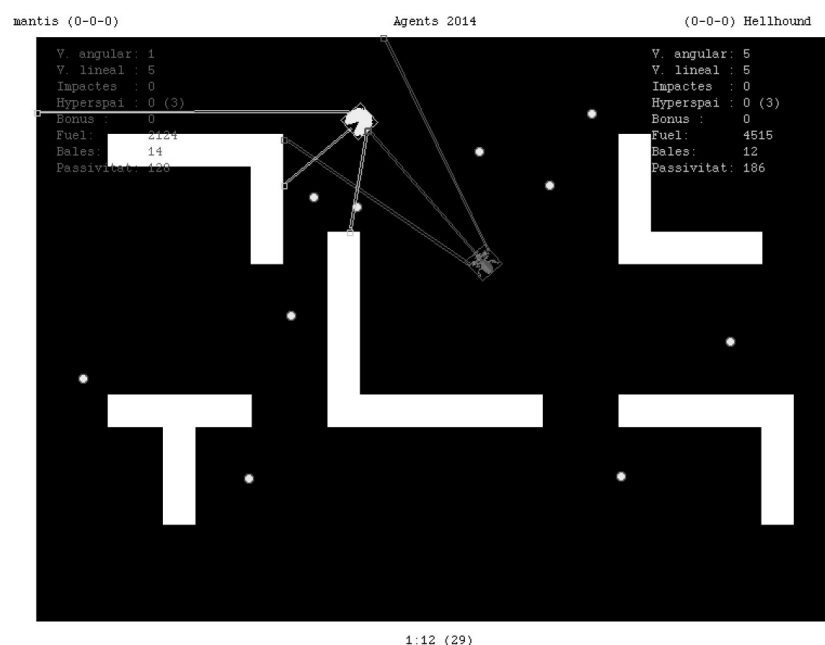 mantis (0-0-0) Agents 2014 (0-0-0) Hellhound
V. angular: 1
V. lineal : 5
Impactes : 0
Hyperspai : 0 (3)
Bonus : 0
Fuel: 2124
Bales: 14
Passivitat: 120
V. angular: 5
V. lineal : 5
Impactes : 0
Hyperspai : 0 (3)
Bonus : 0
Fuel: 4515
Bales: 12
Passivitat: 186
1:12 (29)